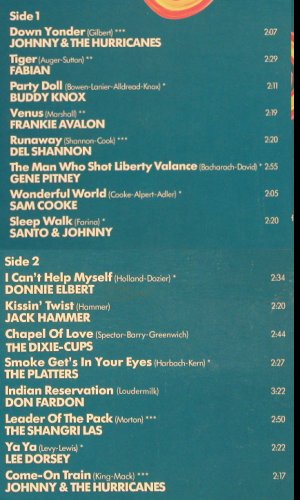 Side 1
Down Yonder (Gilbert) *** 2:07
JOHNNY & THE HURRICANES
Tiger (Auger-Sutton) ** 2:29
FABIAN
Party Doll (Bowen-Lanier-Alldread-Knox) * 2:11
BUDDY KNOX
Venus (Marshall) ** 2:19
FRANKIE AVALON
Runaway (Shannon-Cook) *** 2:20
DEL SHANNON
The Man Who Shot Liberty Valance (Bacharach-David) * 2:55
GENE PITNEY
Wonderful World (Cooke-Alpert-Adler) * 2:05
SAM COOKE
Sleep Walk (Farina) * 2:20
SANTO & JOHNNY
Side 2
I Can't Help Myself (Holland-Dozier) * 2:34
DONNIE ELBERT
Kissin' Twist (Hammer) 2:20
JACK HAMMER
Chapel Of Love (Spector-Barry-Greenwich) 2:44
THE DIXIE-CUPS
Smoke Get's In Your Eyes (Harbach-Kern) * 2:27
THE PLATTERS
Indian Reservation (Loudermilk) 3:22
DON FARDON
Leader Of The Pack (Morton) *** 2:50
THE SHANGRI LAS
Ya Ya (Levy-Lewis) * 2:22
LEE DORSEY
Come-On Train (King-Mack) *** 2:17
JOHNNY & THE HURRICANES